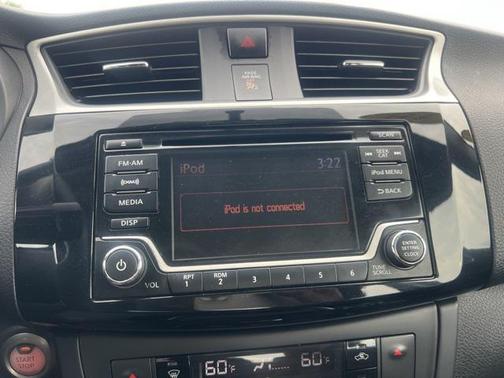 PASS
AIR BAG
SCAN
FM-AM
((XM))
MEDIA
DISP
iPod
3:22
iPod is not connected
SEEK
CAT
iPod MENU
BACK
ENTER
SETTING
CLOCK
VOL
RPT
1
RDM
2
3
4
5
6
TUNE
SCROLL
START
ENGINE
STOP
60°F
60°F